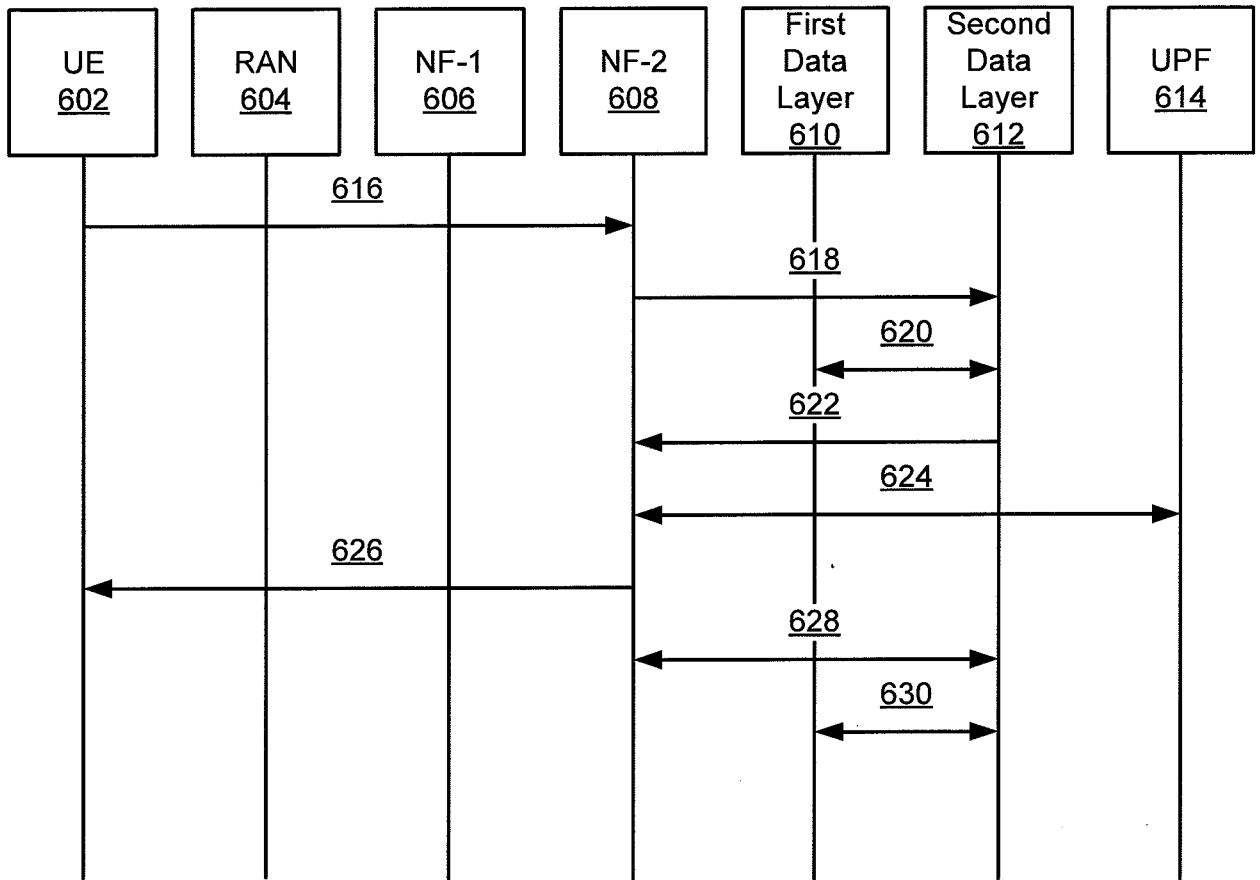 UE
602
RAN
604
NF-1
606
NF-2
608
First
Data
Layer
610
Second
Data
Layer
612
UPF
614
616
618
620
622
624
626
628
630